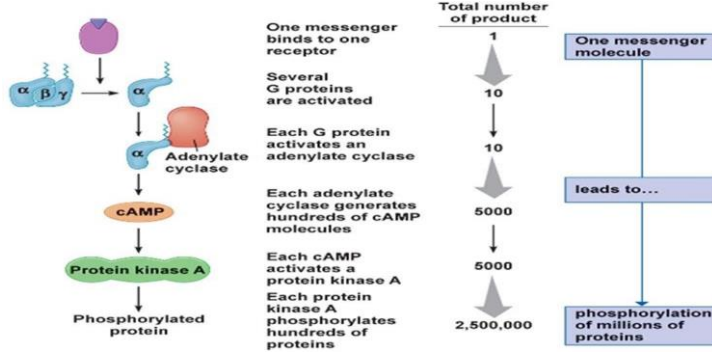 Total number
of product
One messenger
binds to one
receptor
1
One messenger
molecule
α β γ
α
Several
G proteins
are activated
10
α
Adenylate
cyclase
Each G protein
activates an
adenylate cyclase
10
cAMP
Each adenylate
cyclase generates
hundreds of cAMP
molecules
5000
leads to...
Protein kinase A
Each cAMP
activates a
protein kinase A
5000
Phosphorylated
protein
Each protein
kinase A
phosphorylates
hundreds of
proteins
2,500,000
phosphorylation
of millions of
proteins